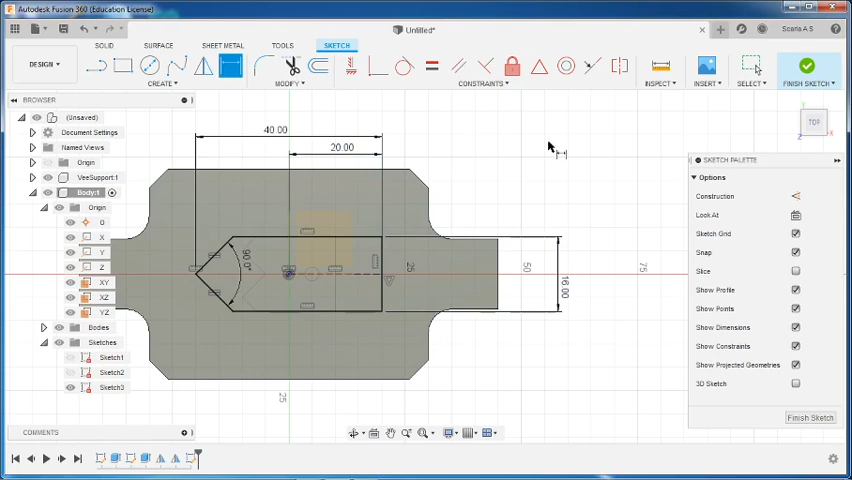 Autodesk Fusion 360 (Education License)
Untitled*
Scaria A S
SOLID
SURFACE
SHEET METAL
TOOLS
SKETCH
DESIGN
CREATE
MODIFY
CONSTRAINTS
INSPECT
INSERT
SELECT
FINISH SKETCH
BROWSER
(Unsaved)
Document Settings
Named Views
Origin
VeeSupport:1
Body:1
Origin
O
X
Y
Z
XY
XZ
YZ
Bodies
Sketches
Sketch1
Sketch2
Sketch3
40.00
20.00
90.0°
25
50
16.00
75
25
TOP
Y
X
Z
SKETCH PALETTE
Options
Construction
Look At
Sketch Grid
Snap
Slice
Show Profile
Show Points
Show Dimensions
Show Constraints
Show Projected Geometries
3D Sketch
Finish Sketch
COMMENTS